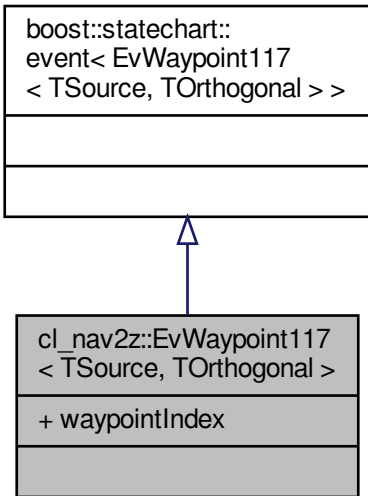 boost::statechart::
event< EvWaypoint117
< TSource, TOrthogonal > >
cl_nav2z::EvWaypoint117
< TSource, TOrthogonal >
+ waypointIndex